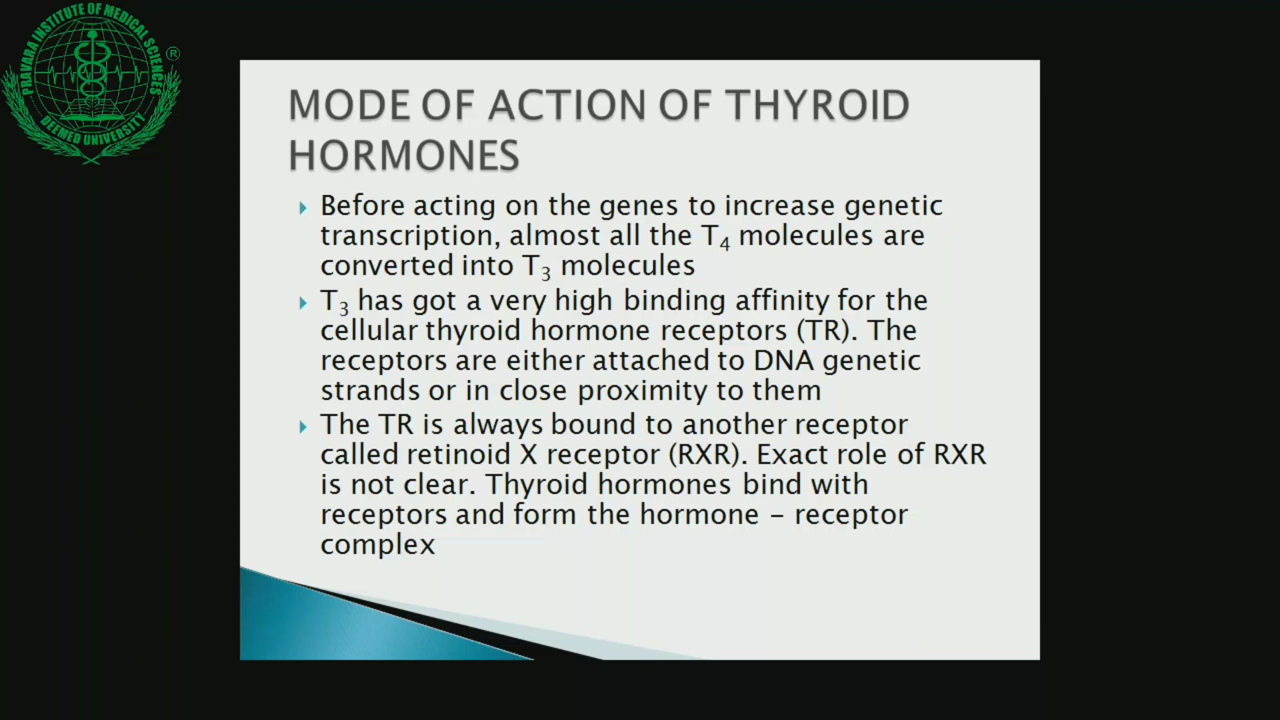 PRAVARA INSTITUTE OF MEDICAL SCIENCES
DEEMED UNIVERSITY
®
MODE OF ACTION OF THYROID
HORMONES
Before acting on the genes to increase genetic
transcription, almost all the T₄ molecules are
converted into T₃ molecules
T₃ has got a very high binding affinity for the
cellular thyroid hormone receptors (TR). The
receptors are either attached to DNA genetic
strands or in close proximity to them
The TR is always bound to another receptor
called retinoid X receptor (RXR). Exact role of RXR
is not clear. Thyroid hormones bind with
receptors and form the hormone – receptor
complex